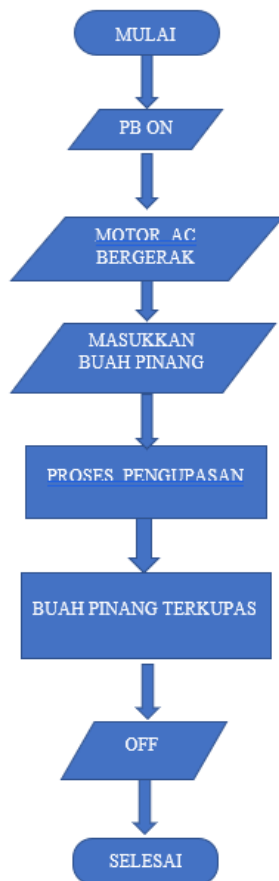 MULAI
PB ON
MOTOR AC
BERGERAK
MASUKKAN
BUAH PINANG
PROSES PENGUPASAN
BUAH PINANG TERKUPAS
OFF
SELESAI